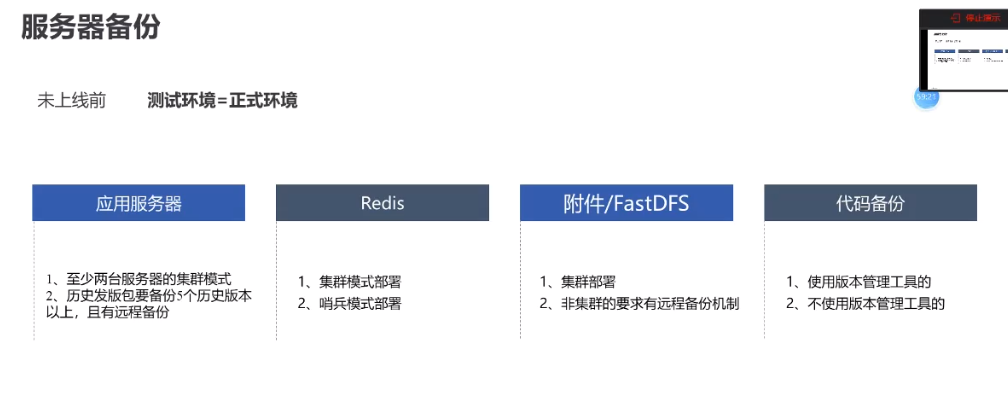 服务器备份
停止演示
未上线前 测试环境=正式环境
应用服务器
1、至少两台服务器的集群模式
2、历史发版包要备份5个历史版本
以上，且有远程备份
Redis
1、集群模式部署
2、哨兵模式部署
附件/FastDFS
1、集群部署
2、非集群的要求有远程备份机制
代码备份
1、使用版本管理工具的
2、不使用版本管理工具的